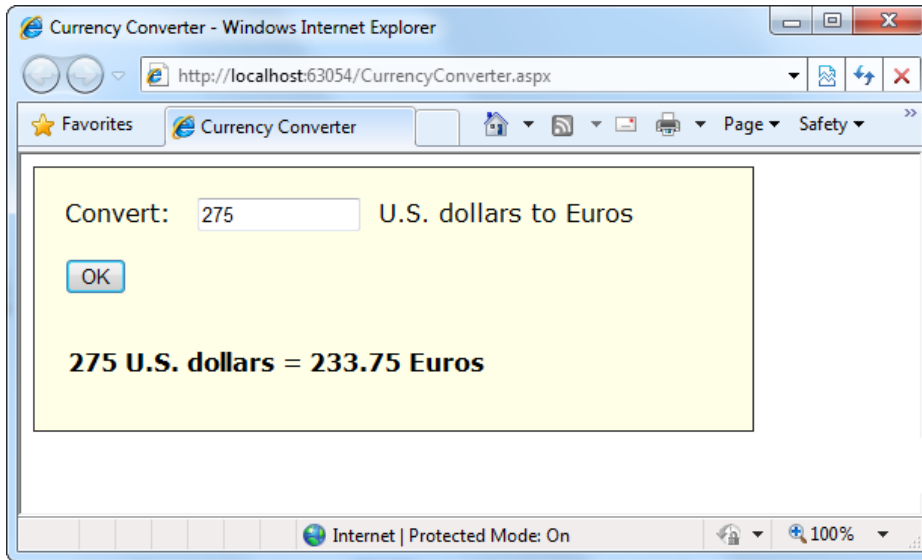 Currency Converter - Windows Internet Explorer
http://localhost:63054/CurrencyConverter.aspx
Favorites
Currency Converter
Page
Safety
»
Convert: 275 U.S. dollars to Euros
OK
275 U.S. dollars = 233.75 Euros
Internet | Protected Mode: On
100%